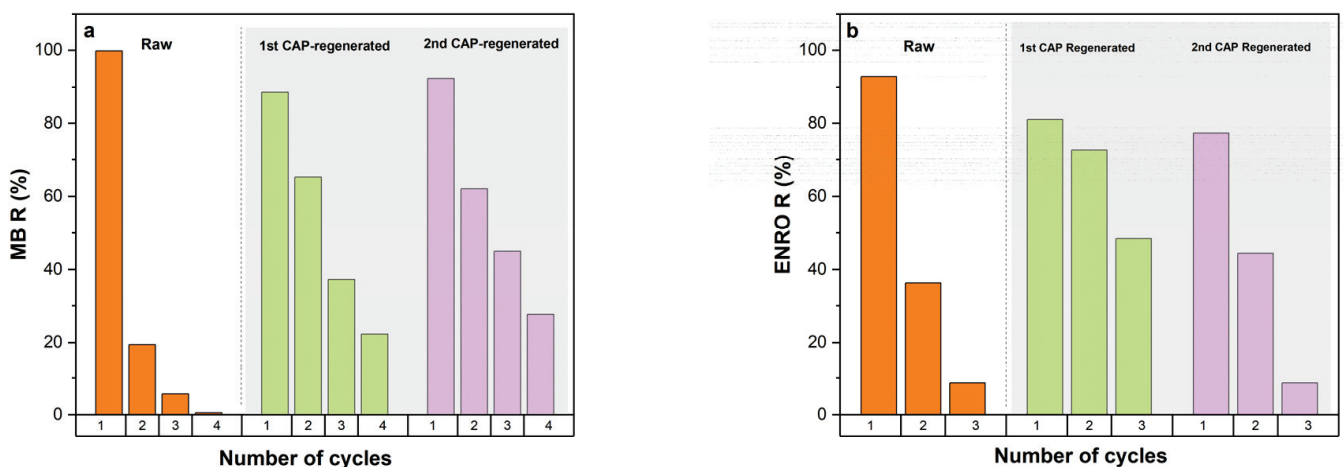 a
Raw
1st CAP-regenerated
2nd CAP-regenerated
MB R (%)
100
80
60
40
20
0
1 2 3 4 1 2 3 4 1 2 3 4
Number of cycles
b
Raw
1st CAP Regenerated
2nd CAP Regenerated
ENRO R (%)
100
80
60
40
20
0
1 2 3 1 2 3 1 2 3
Number of cycles